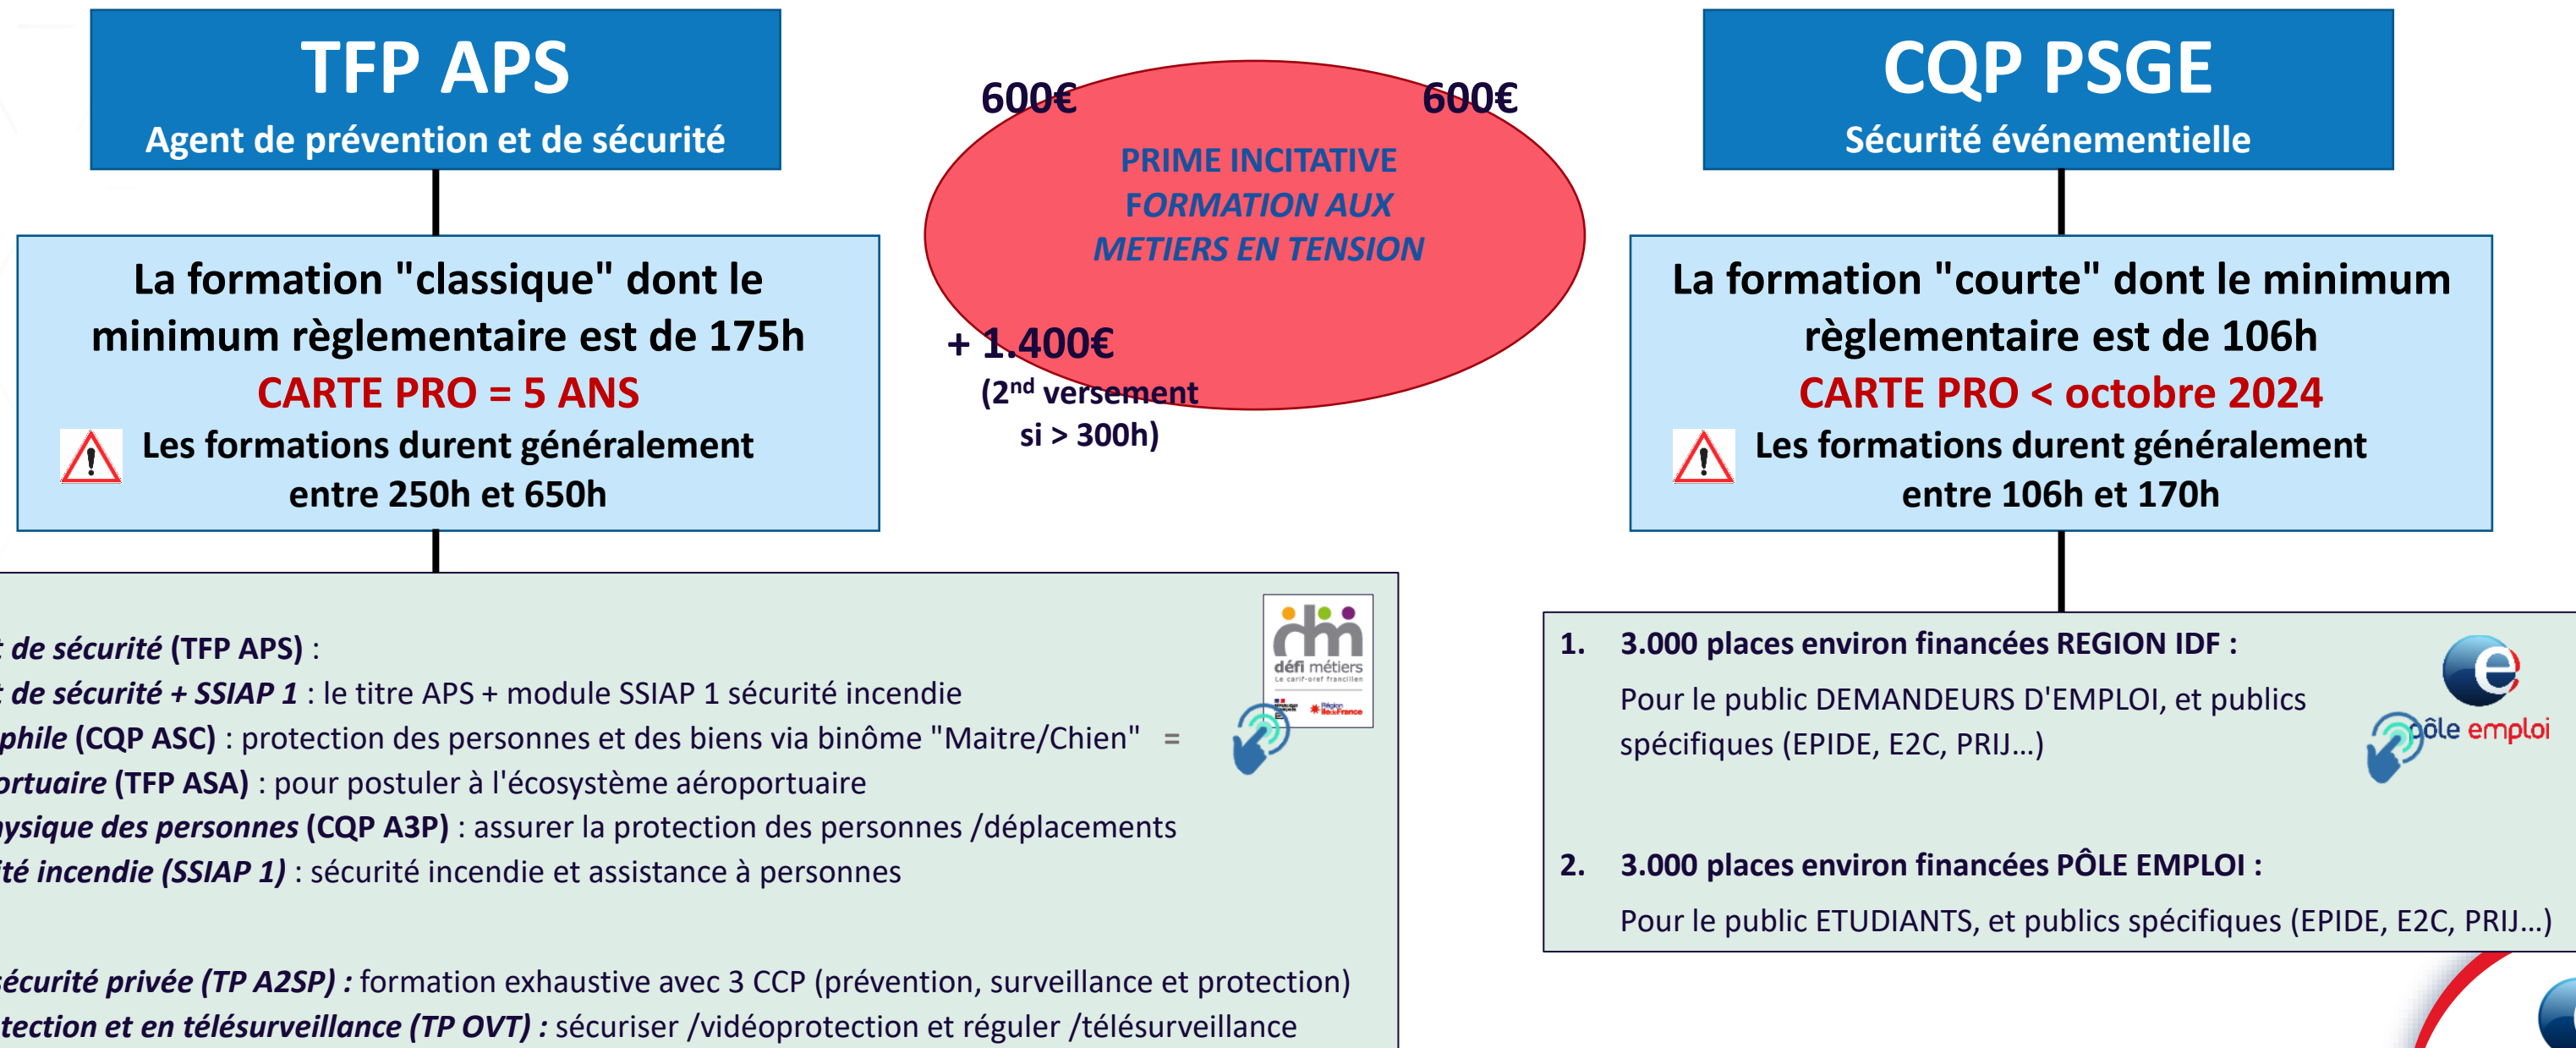 TFP APS
Agent de prévention et de sécurité
La formation "classique" dont le
minimum règlementaire est de 175h
CARTE PRO = 5 ANS
Les formations durent généralement
entre 250h et 650h
600€
600€
PRIME INCITATIVE
FORMATION AUX
METIERS EN TENSION
+ 1.400€
(2nd versement
si > 300h)
CQP PSGE
Sécurité événementielle
La formation "courte" dont le minimum
règlementaire est de 106h
CARTE PRO < octobre 2024
Les formations durent généralement
entre 106h et 170h
de sécurité (TFP APS) :
de sécurité + SSIAP 1 : le titre APS + module SSIAP 1 sécurité incendie
phile (CQP ASC) : protection des personnes et des biens via binôme "Maitre/Chien" =
ortuaire (TFP ASA) : pour postuler à l'écosystème aéroportuaire
ysique des personnes (CQP A3P) : assurer la protection des personnes /déplacements
ité incendie (SSIAP 1) : sécurité incendie et assistance à personnes
sécurité privée (TP A2SP) : formation exhaustive avec 3 CCP (prévention, surveillance et protection)
tection et en télésurveillance (TP OVT) : sécuriser /vidéoprotection et réguler /télésurveillance
dm
défi métiers
Le carif-oref francilien
Région
îledeFrance
1. 3.000 places environ financées REGION IDF :
Pour le public DEMANDEURS D'EMPLOI, et publics
spécifiques (EPIDE, E2C, PRIJ…)
pôle emploi
2. 3.000 places environ financées PÔLE EMPLOI :
Pour le public ETUDIANTS, et publics spécifiques (EPIDE, E2C, PRIJ…)